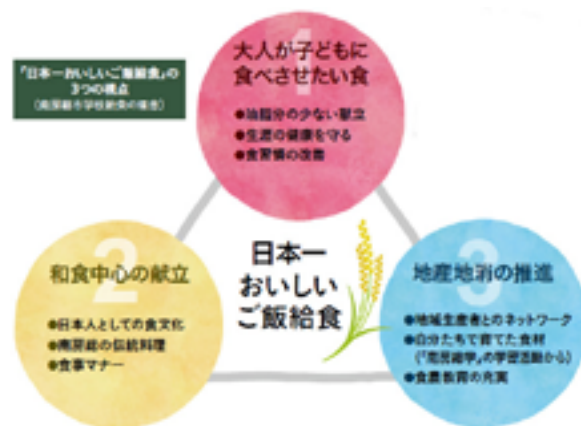 「日本一おいしいご飯給食」の
3つの視点
(南房総市学校給食の理念)
1
大人が子どもに
食べさせたい食
●油脂分の少ない献立
●生涯の健康を守る
●食習慣の改善
2
和食中心の献立
●日本人としての食文化
●南房総の伝統料理
●食事マナー
日本一
おいしい
ご飯給食
3
地産地消の推進
●地域生産者とのネットワーク
●自分たちで育てた食材
(「南房総学」の学習活動から)
●食農教育の充実